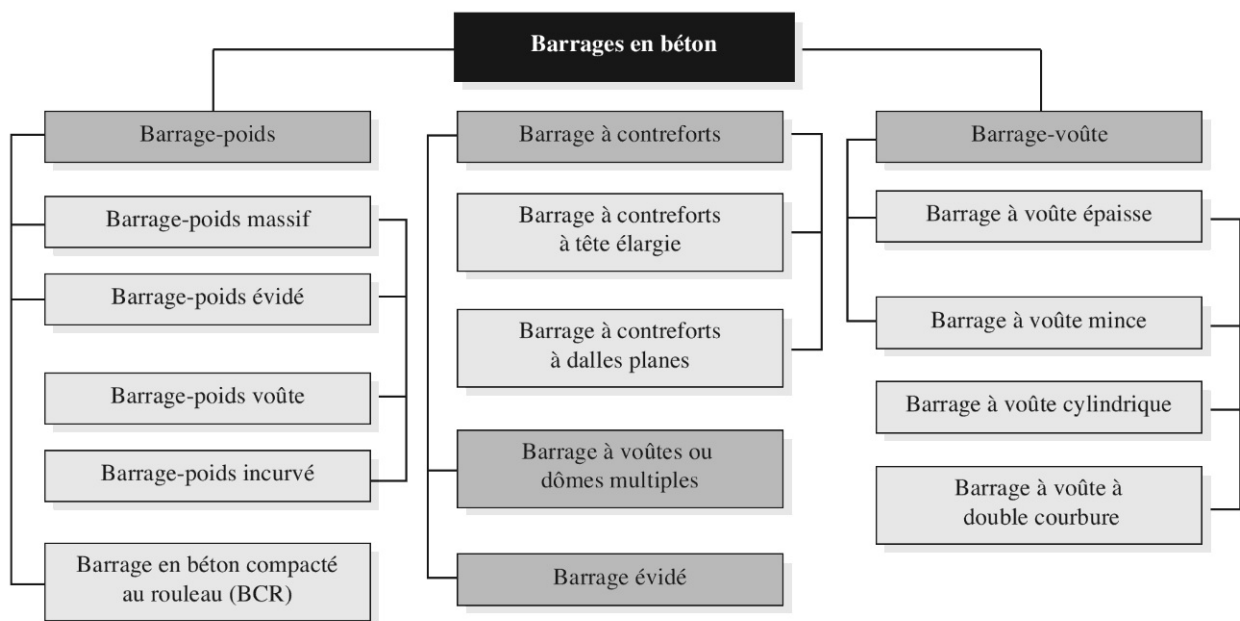 Barrages en béton
Barrage-poids
Barrage-poids massif
Barrage-poids évidé
Barrage-poids voûte
Barrage-poids incurvé
Barrage en béton compacté
au rouleau (BCR)
Barrage à contreforts
Barrage à contreforts
à tête élargie
Barrage à contreforts
à dalles planes
Barrage à voûtes ou
dômes multiples
Barrage évidé
Barrage-voûte
Barrage à voûte épaisse
Barrage à voûte mince
Barrage à voûte cylindrique
Barrage à voûte à
double courbure